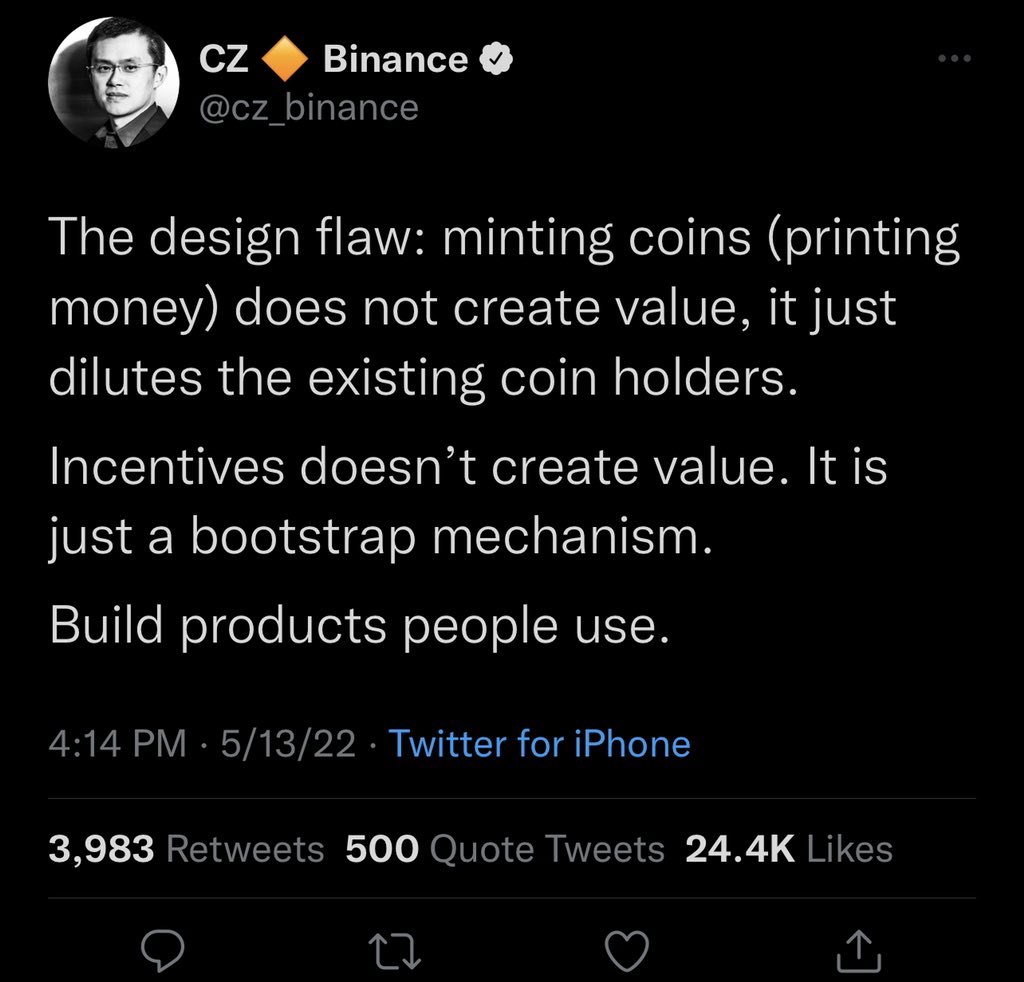 CZ 🔶 Binance
@cz_binance
The design flaw: minting coins (printing
money) does not create value, it just
dilutes the existing coin holders.
Incentives doesn’t create value. It is
just a bootstrap mechanism.
Build products people use.
4:14 PM · 5/13/22 · Twitter for iPhone
3,983 Retweets 500 Quote Tweets 24.4K Likes